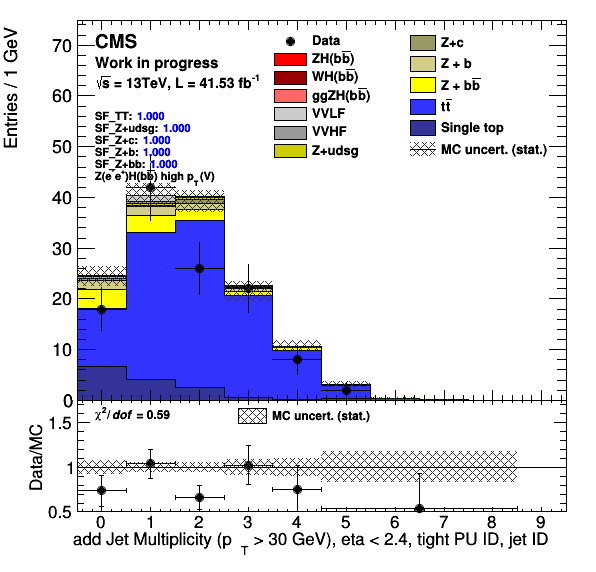 Entries / 1 GeV
70
60
50
40
30
20
10
0
CMS
Work in progress
√s = 13TeV, L = 41.53 fb⁻¹
SF_TT: 1.000
SF_Z+udsg: 1.000
SF_Z+c: 1.000
SF_Z+b: 1.000
SF_Z+bb: 1.000
Z(e⁻e⁺)H(bb̅) high p_T(V)
Data
ZH(bb̅)
WH(bb̅)
ggZH(bb̅)
VVLF
VVHF
Z+udsg
Z+c
Z + b
Z + bb̅
tt̅
Single top
MC uncert. (stat.)
Data/MC
1.5
1
0.5
χ²/dof = 0.59
MC uncert. (stat.)
0 1 2 3 4 5 6 7 8 9
add Jet Multiplicity (p_T > 30 GeV), eta < 2.4, tight PU ID, jet ID